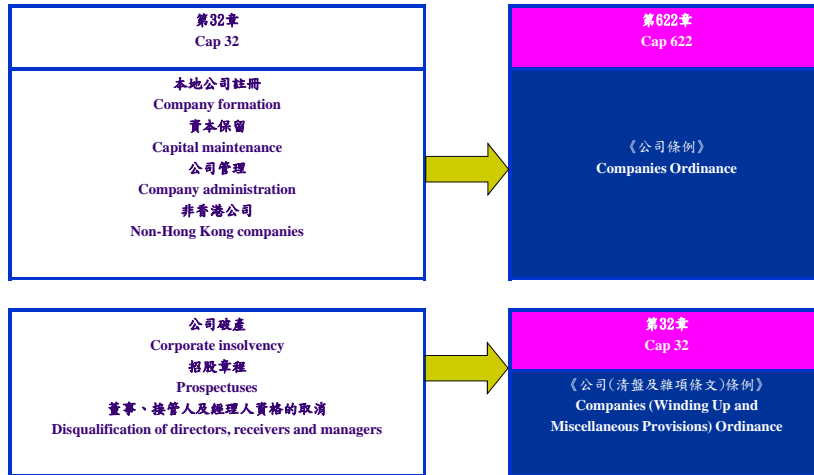 第32章
Cap 32
本地公司註冊
Company formation
資本保留
Capital maintenance
公司管理
Company administration
非香港公司
Non-Hong Kong companies
第622章
Cap 622
《公司條例》
Companies Ordinance
公司破產
Corporate insolvency
招股章程
Prospectuses
董事、接管人及經理人資格的取消
Disqualification of directors, receivers and managers
第32章
Cap 32
《公司(清盤及雜項條文)條例》
Companies (Winding Up and
Miscellaneous Provisions) Ordinance